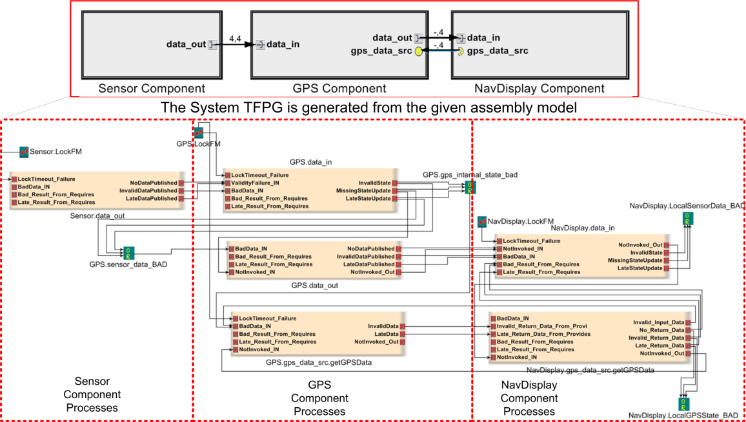 data_out
4,4
data_in
data_out
-,4
data_in
gps_data_src
-,4
gps_data_src
Sensor Component
GPS Component
NavDisplay Component
The System TFPG is generated from the given assembly model
Sensor.LockFM
GPS.LockFM
LockTimeout_Failure
BadData_IN
Bad_Result_From_Requires
Late_Result_From_Requires
NoDataPublished
InvalidDataPublished
LateDataPublished
Sensor.data_out
GPS.sensor_data_BAD
GPS.data_in
LockTimeout_Failure
ValidityFailure_IN
BadData_IN
Bad_Result_From_Requires
Late_Result_From_Requires
InvalidState
MissingStateUpdate
LateStateUpdate
GPS.gps_internal_state_bad
BadData_IN
Bad_Result_From_Requires
Late_Result_From_Requires
NotInvoked_IN
NoDataPublished
InvalidDataPublished
LateDataPublished
NotInvoked_Out
GPS.data_out
LockTimeout_Failure
BadData_IN
Bad_Result_From_Requires
Late_Result_From_Requires
NotInvoked_IN
InvalidData
LateData
NotInvoked_Out
GPS.gps_data_src.getGPSData
NavDisplay.LocalSensorData_BAD
NavDisplay.LockFM
NavDisplay.data_in
LockTimeout_Failure
NotInvoked_IN
BadData_IN
Bad_Result_From_Requires
Late_Result_From_Requires
NotInvoked_Out
InvalidState
MissingStateUpdate
LateStateUpdate
BadData_IN
Invalid_Return_Data_From_Provi
Late_Return_Data_From_Provides
Bad_Result_From_Requires
Late_Result_From_Requires
NotInvoked_IN
Invalid_Input_Data
No_Return_Data
Invalid_Return_Data
Late_Return_Data
NotInvoked_Out
NavDisplay.gps_data_src.getGPSData
NavDisplay.LocalGPSState_BAD
Sensor
Component
Processes
GPS
Component
Processes
NavDisplay
Component
Processes